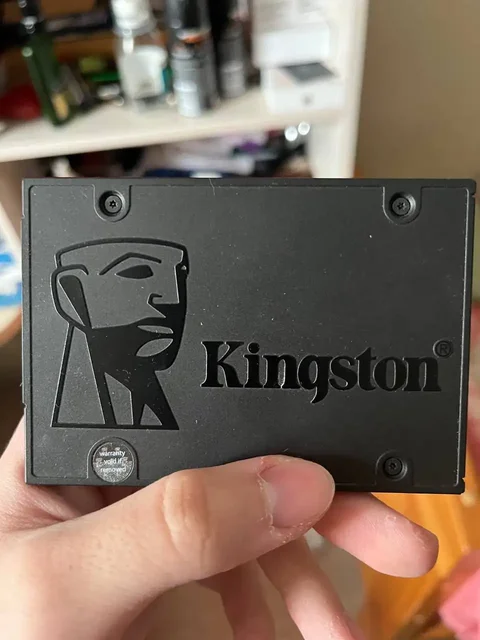 Kingston®
warranty
void if
removed